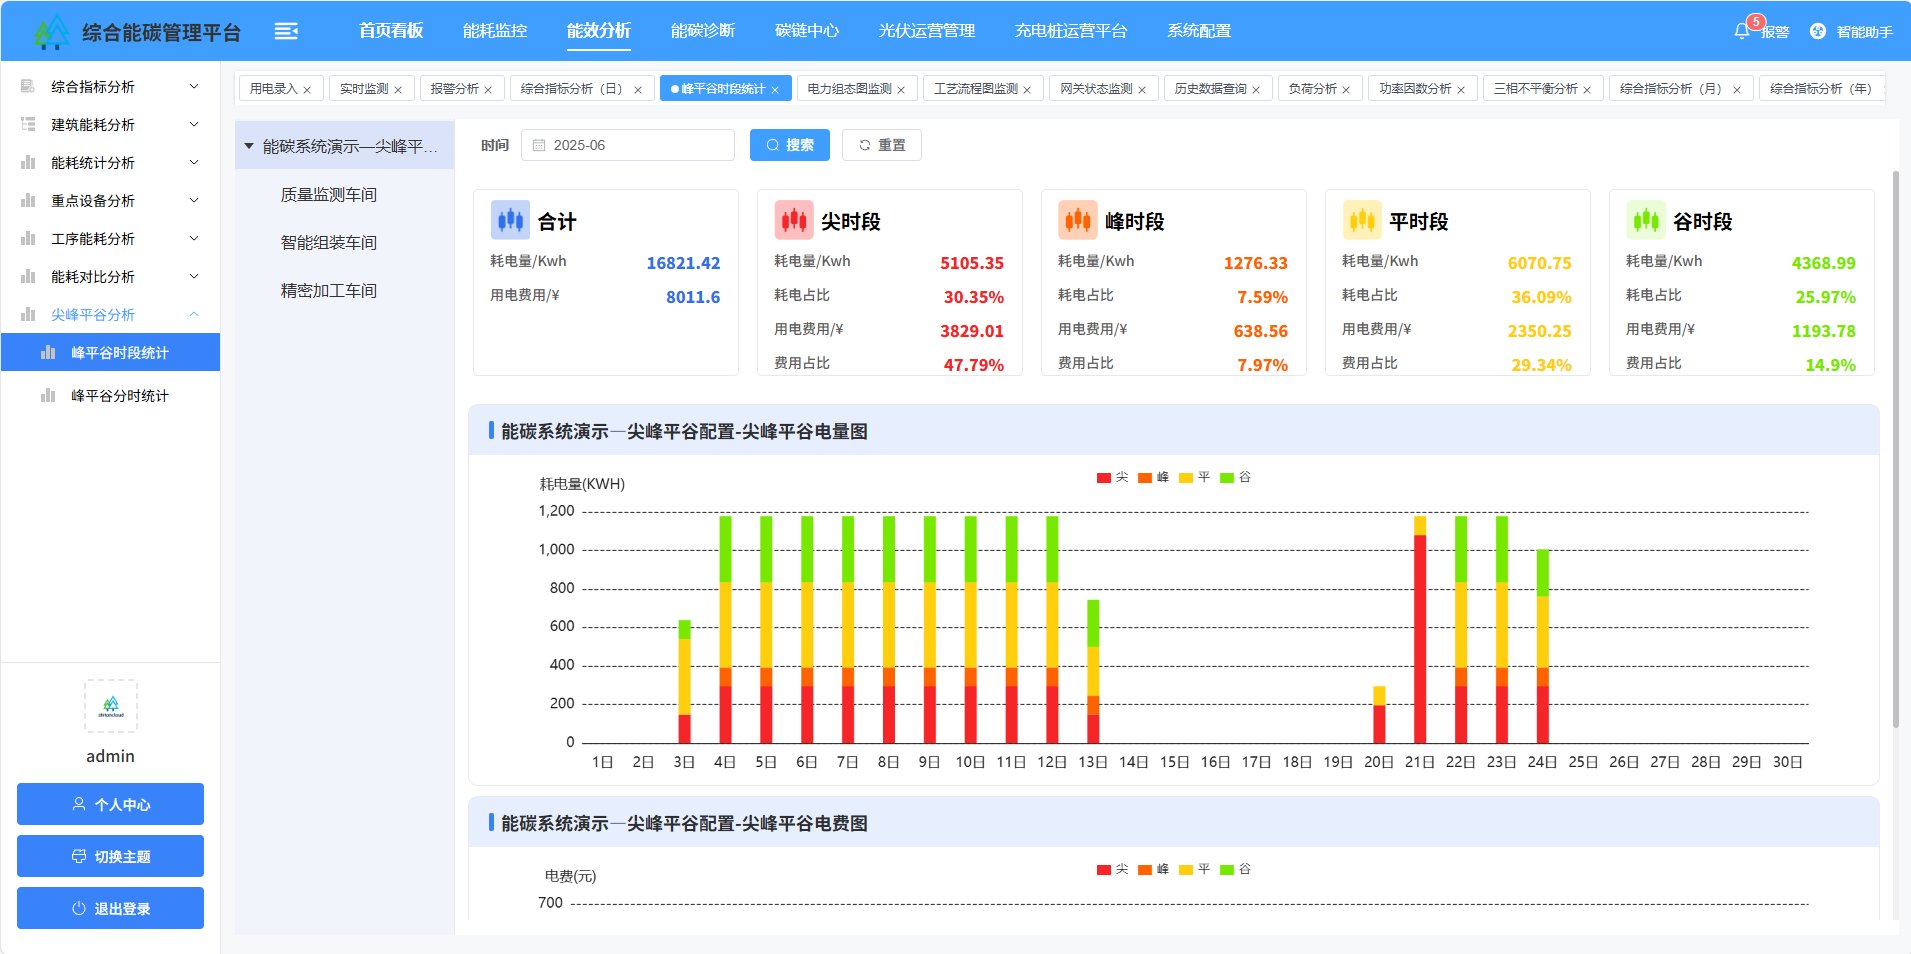 综合能碳管理平台
首页看板 能耗监控 能效分析 能碳诊断 碳链中心 光伏运营管理 充电桩运营平台 系统配置
5 报警 智能助手
综合指标分析
建筑能耗分析
能耗统计分析
重点设备分析
工序能耗分析
能耗对比分析
尖峰平谷分析
峰平谷时段统计
峰平谷分时统计
zhitancloud
admin
个人中心
切换主题
退出登录
用电录入 × 实时监测 × 报警分析 × 综合指标分析（日） × 峰平谷时段统计 × 电力组态图监测 × 工艺流程图监测 × 网关状态监测 × 历史数据查询 × 负荷分析 × 功率因数分析 × 三相不平衡分析 × 综合指标分析（月） × 综合指标分析（年）
能碳系统演示—尖峰平...
质量监测车间
智能组装车间
精密加工车间
时间 2025-06 搜索 重置
合计
耗电量/Kwh 16821.42
用电费用/¥ 8011.6
尖时段
耗电量/Kwh 5105.35
耗电占比 30.35%
用电费用/¥ 3829.01
费用占比 47.79%
峰时段
耗电量/Kwh 1276.33
耗电占比 7.59%
用电费用/¥ 638.56
费用占比 7.97%
平时段
耗电量/Kwh 6070.75
耗电占比 36.09%
用电费用/¥ 2350.25
费用占比 29.34%
谷时段
耗电量/Kwh 4368.99
耗电占比 25.97%
用电费用/¥ 1193.78
费用占比 14.9%
能碳系统演示—尖峰平谷配置-尖峰平谷电量图
尖 峰 平 谷
耗电量(KWH)
1,200
1,000
800
600
400
200
0
1日 2日 3日 4日 5日 6日 7日 8日 9日 10日 11日 12日 13日 14日 15日 16日 17日 18日 19日 20日 21日 22日 23日 24日 25日 26日 27日 28日 29日 30日
能碳系统演示—尖峰平谷配置-尖峰平谷电费图
尖 峰 平 谷
电费(元)
700